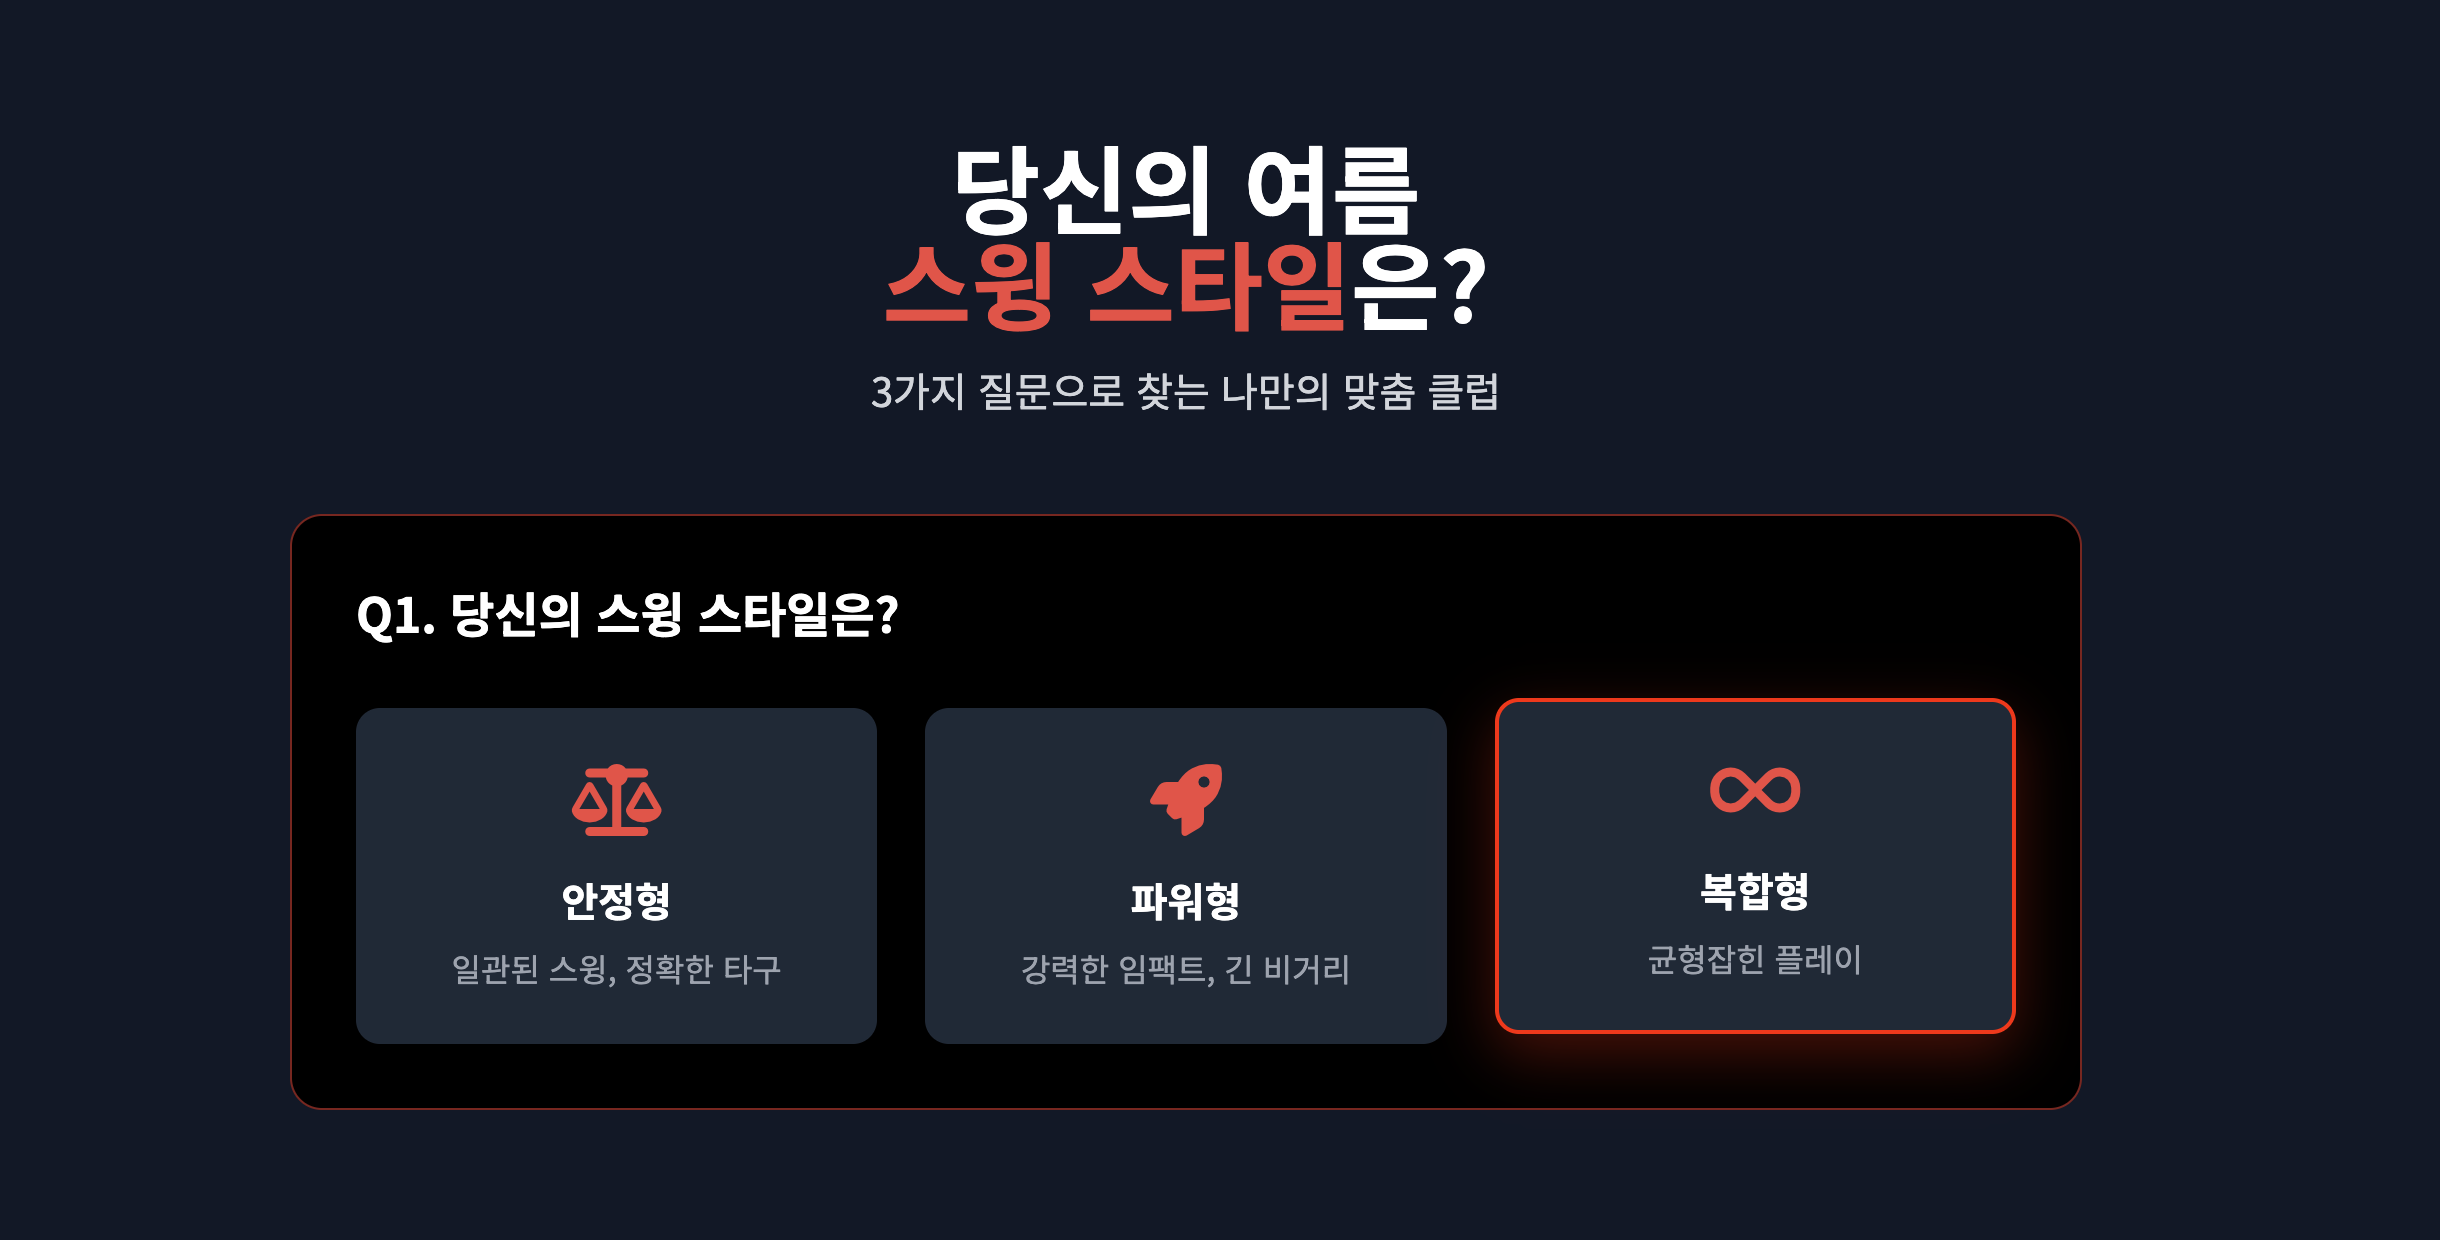 당신의 여름
스윙 스타일은?
3가지 질문으로 찾는 나만의 맞춤 클럽
Q1. 당신의 스윙 스타일은?
안정형
일관된 스윙, 정확한 타구
파워형
강력한 임팩트, 긴 비거리
복합형
균형잡힌 플레이